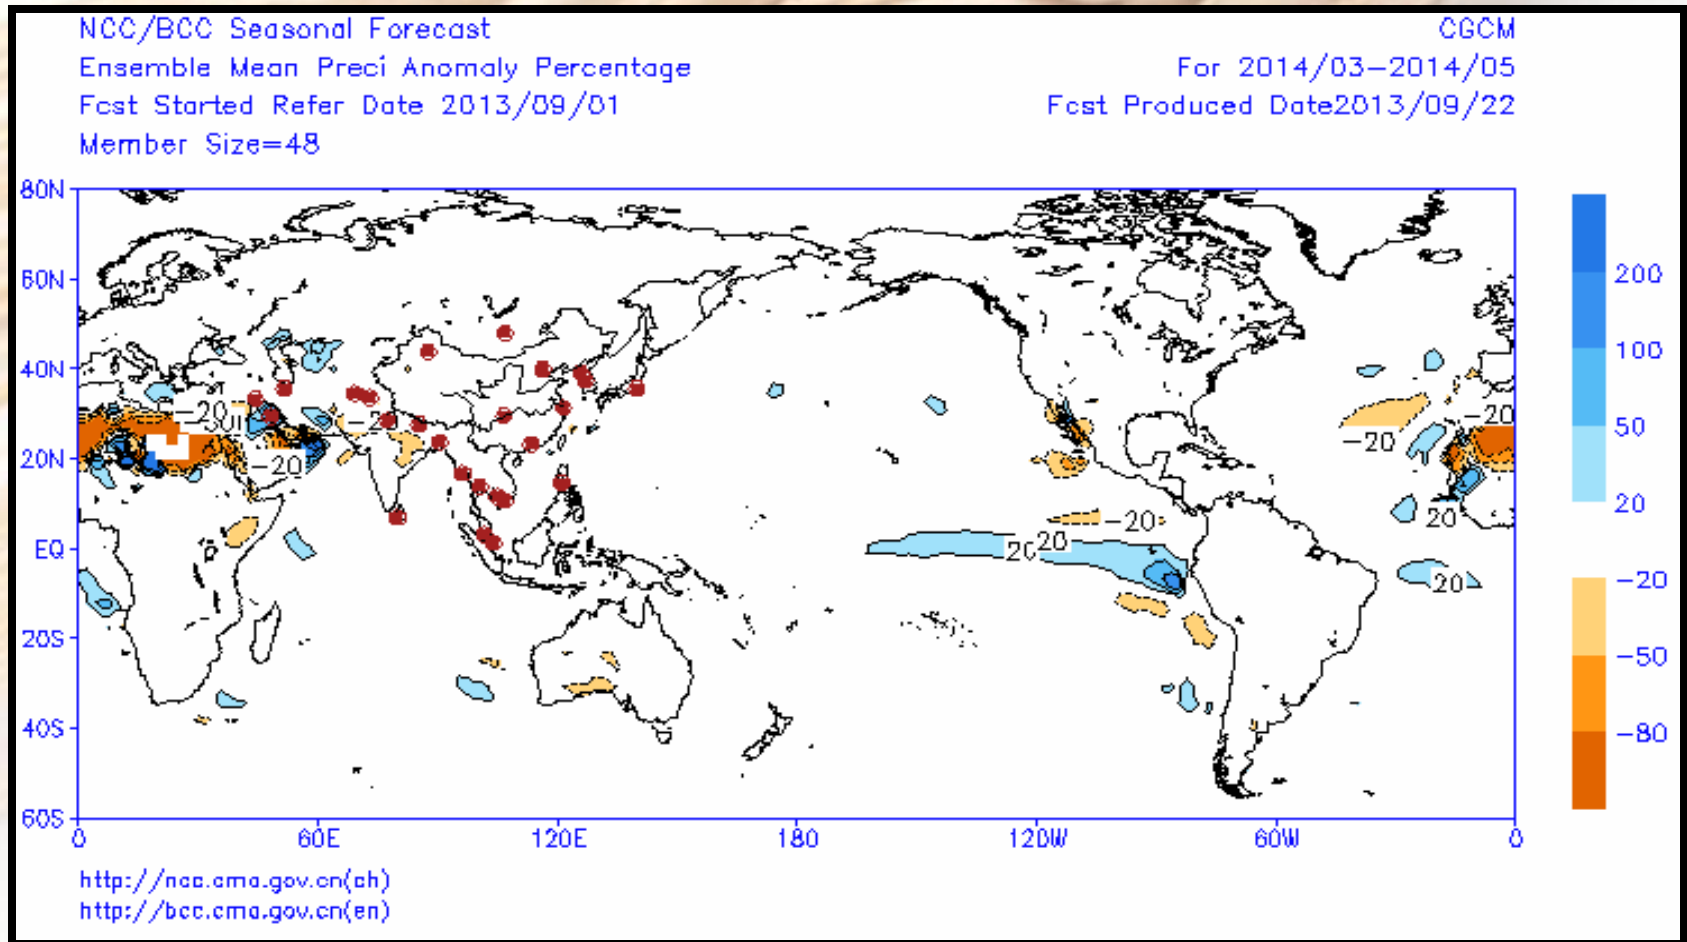 NCC/BCC Seasonal Forecast
CGCM
Ensemble Mean Preci Anomaly Percentage
For 2014/03-2014/05
Fcst Started Refer Date 2013/09/01
Fcst Produced Date2013/09/22
Member Size=48
80N
60N
40N
20N
EQ
20S
40S
60S
0
60E
120E
180
120W
60W
0
-20
-20
-20
-20
-20
20
20
20
20
200
100
50
20
-20
-50
-80
http://ncc.cma.gov.cn(ch)
http://bcc.cma.gov.cn(en)